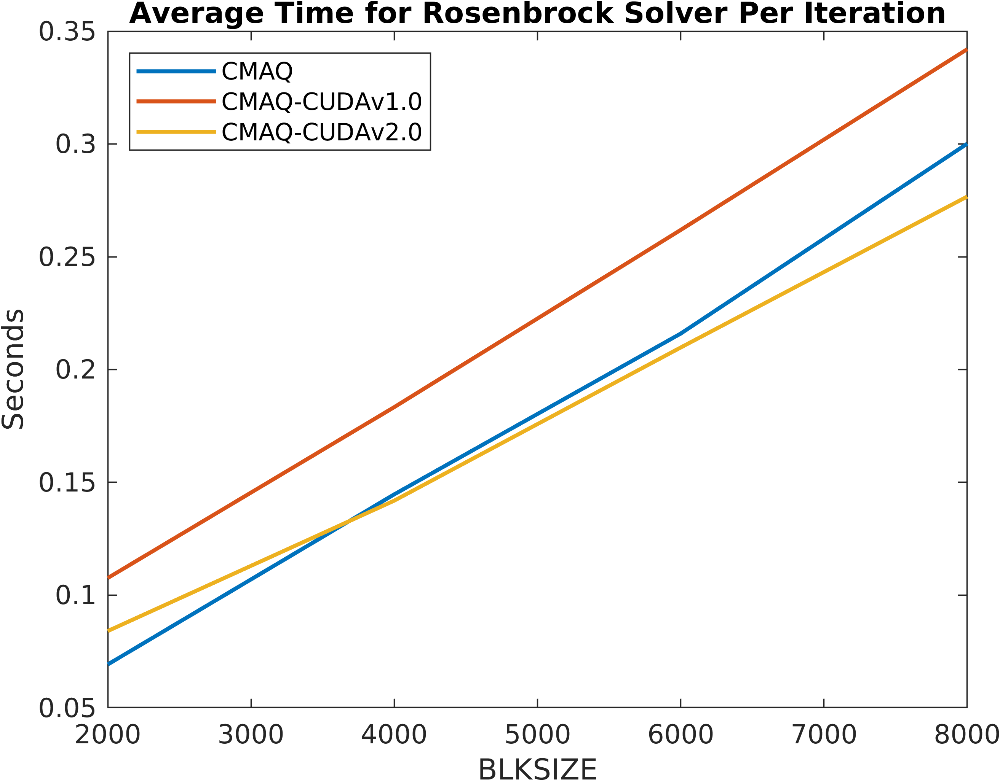 Average Time for Rosenbrock Solver Per Iteration
0.35
0.3
0.25
0.2
0.15
0.1
0.05
Seconds
CMAQ
CMAQ-CUDAv1.0
CMAQ-CUDAv2.0
2000 3000 4000 5000 6000 7000 8000
BLKSIZE